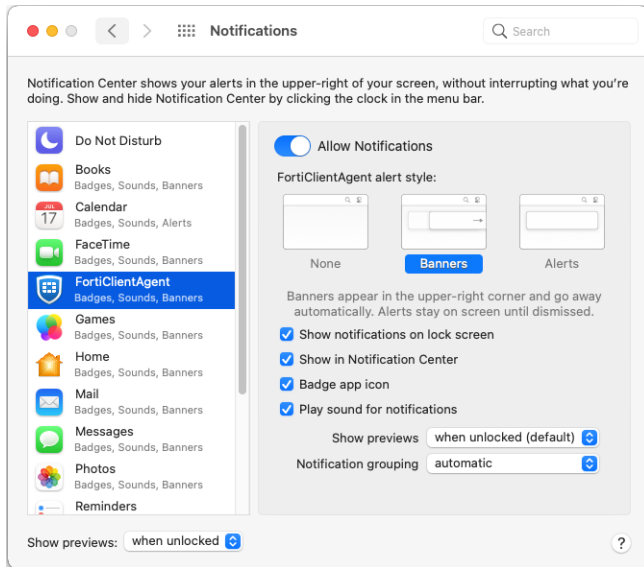 Notifications
Search
Notification Center shows your alerts in the upper-right of your screen, without interrupting what you're
doing. Show and hide Notification Center by clicking the clock in the menu bar.
Do Not Disturb
Books
Badges, Sounds, Banners
JUL
17
Calendar
Badges, Sounds, Alerts
FaceTime
Badges, Sounds, Banners
FortiClientAgent
Badges, Sounds, Banners
Games
Badges, Sounds, Banners
Home
Badges, Sounds, Banners
Mail
Badges, Sounds, Banners
Messages
Badges, Sounds, Banners
Photos
Badges, Sounds, Banners
Reminders
Allow Notifications
FortiClientAgent alert style:
None
Banners
Alerts
Banners appear in the upper-right corner and go away
automatically. Alerts stay on screen until dismissed.
Show notifications on lock screen
Show in Notification Center
Badge app icon
Play sound for notifications
Show previews when unlocked (default)
Notification grouping automatic
Show previews: when unlocked
?